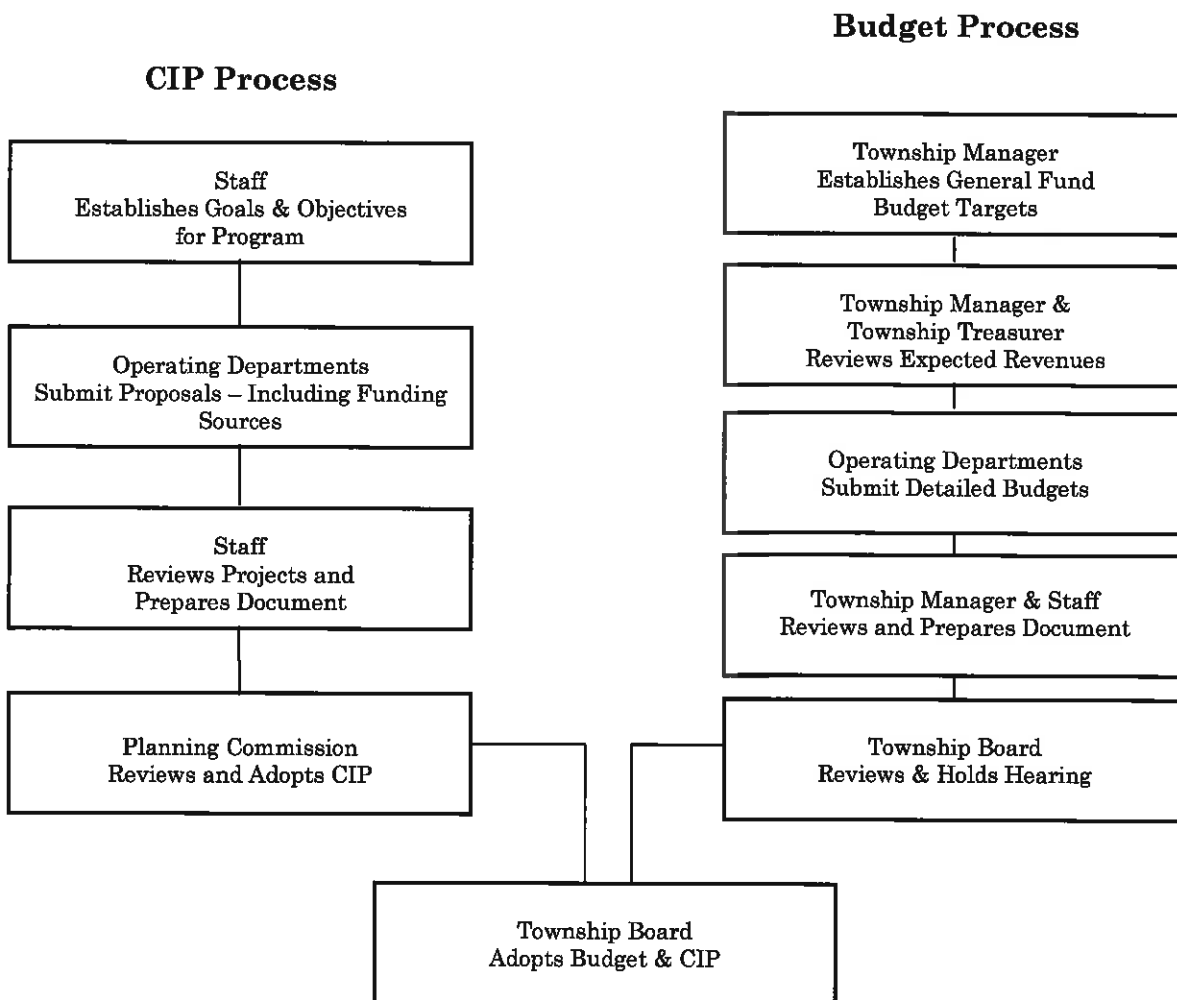 CIP Process
Staff
Establishes Goals & Objectives
for Program
Operating Departments
Submit Proposals – Including Funding
Sources
Staff
Reviews Projects and
Prepares Document
Planning Commission
Reviews and Adopts CIP
Budget Process
Township Manager
Establishes General Fund
Budget Targets
Township Manager &
Township Treasurer
Reviews Expected Revenues
Operating Departments
Submit Detailed Budgets
Township Manager & Staff
Reviews and Prepares Document
Township Board
Reviews & Holds Hearing
Township Board
Adopts Budget & CIP